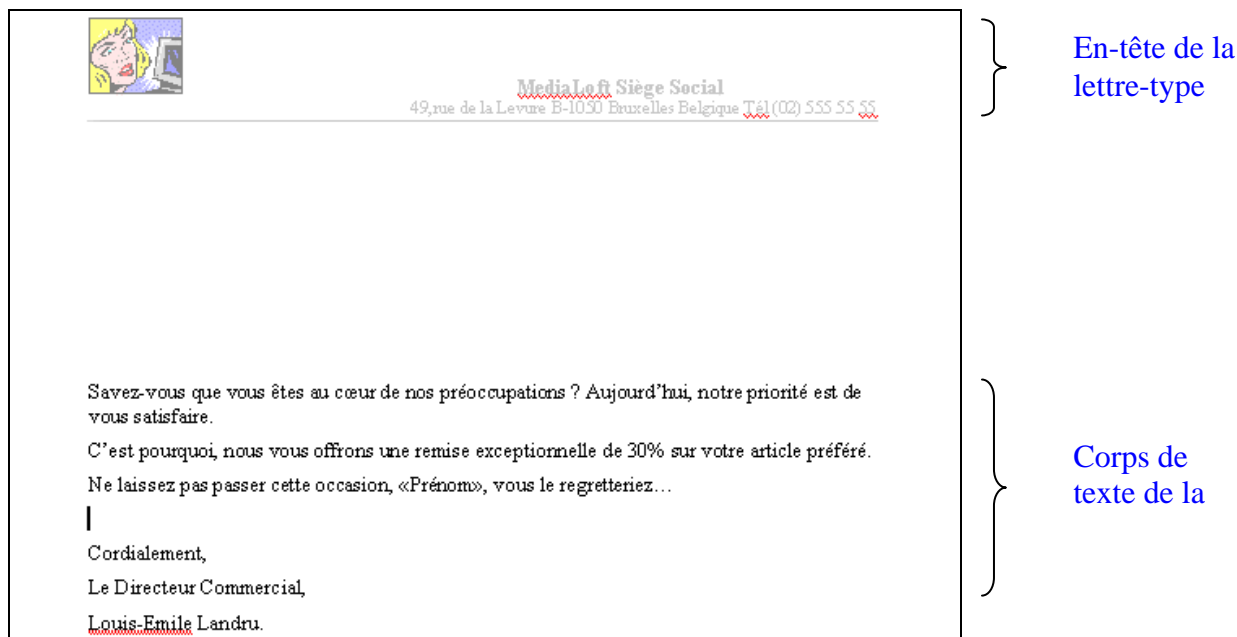 MediaLoft Siège Social
49,rue de la Levure B-1050 Bruxelles Belgique Tél(02) 555 55 55
En-tête de la
lettre-type
Savez-vous que vous êtes au cœur de nos préoccupations ? Aujourd’hui, notre priorité est de
vous satisfaire.
C’est pourquoi, nous vous offrons une remise exceptionnelle de 30% sur votre article préféré.
Ne laissez pas passer cette occasion, «Prénom», vous le regretteriez…
Cordialement,
Le Directeur Commercial,
Louis-Emile Landru.
Corps de
texte de la